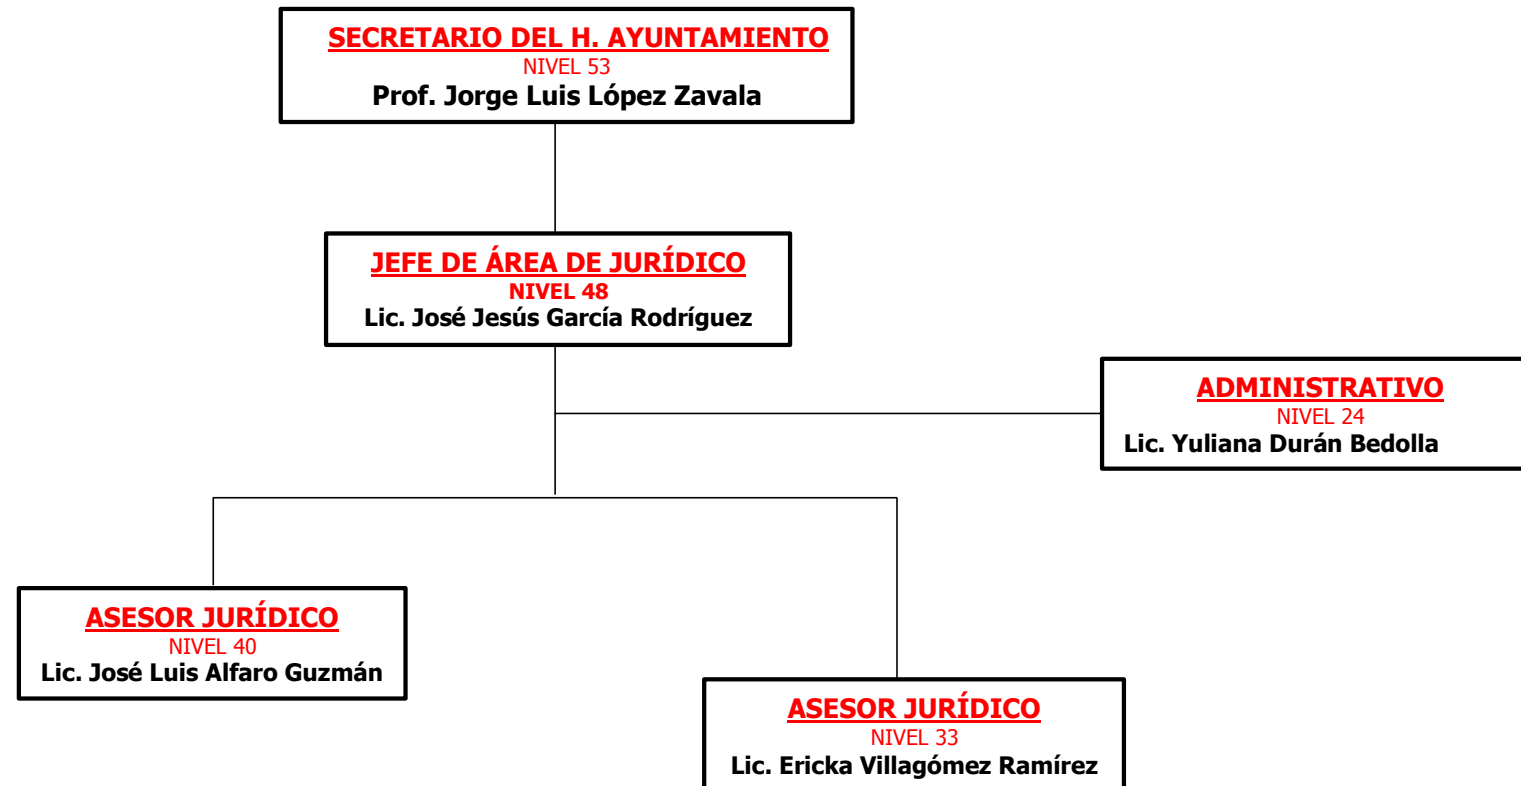 SECRETARIO DEL H. AYUNTAMIENTO
NIVEL 53
Prof. Jorge Luis López Zavala
JEFE DE ÁREA DE JURÍDICO
NIVEL 48
Lic. José Jesús García Rodríguez
ADMINISTRATIVO
NIVEL 24
Lic. Yuliana Durán Bedolla
ASESOR JURÍDICO
NIVEL 40
Lic. José Luis Alfaro Guzmán
ASESOR JURÍDICO
NIVEL 33
Lic. Ericka Villagómez Ramírez